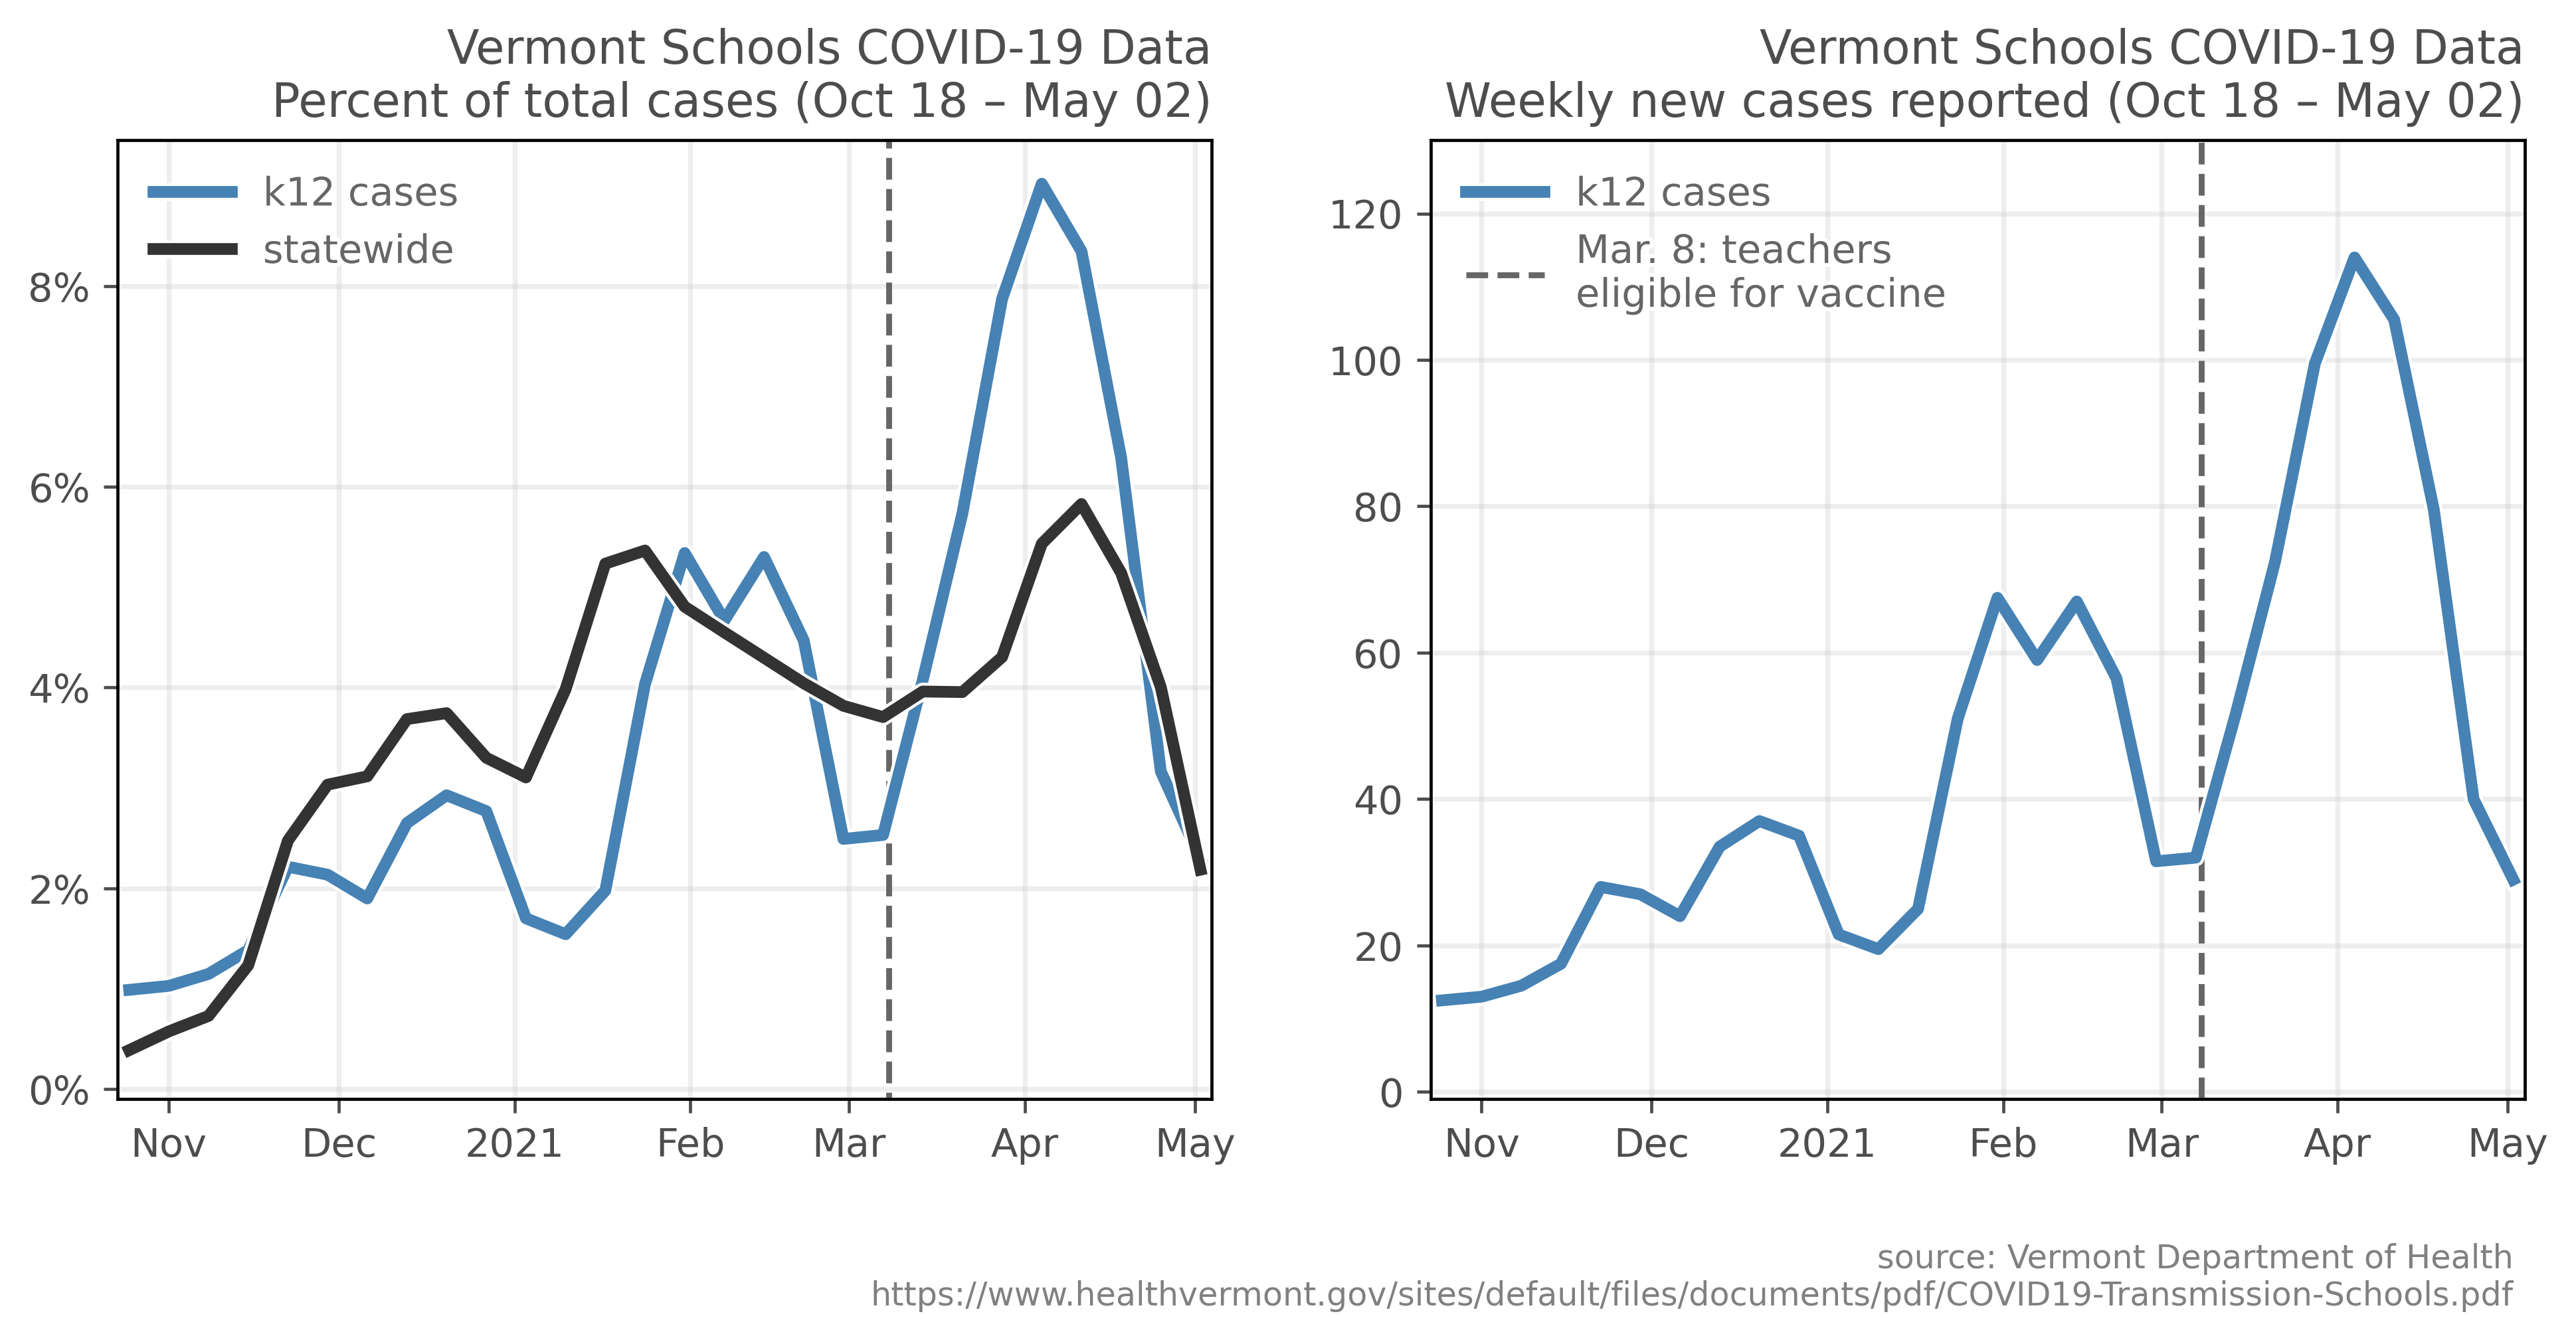 Vermont Schools COVID-19 Data
Percent of total cases (Oct 18 – May 02)
k12 cases
statewide
8%
6%
4%
2%
0%
Nov
Dec
2021
Feb
Mar
Apr
May
Vermont Schools COVID-19 Data
Weekly new cases reported (Oct 18 – May 02)
k12 cases
Mar. 8: teachers
eligible for vaccine
120
100
80
60
40
20
0
Nov
Dec
2021
Feb
Mar
Apr
May
source: Vermont Department of Health
https://www.healthvermont.gov/sites/default/files/documents/pdf/COVID19-Transmission-Schools.pdf